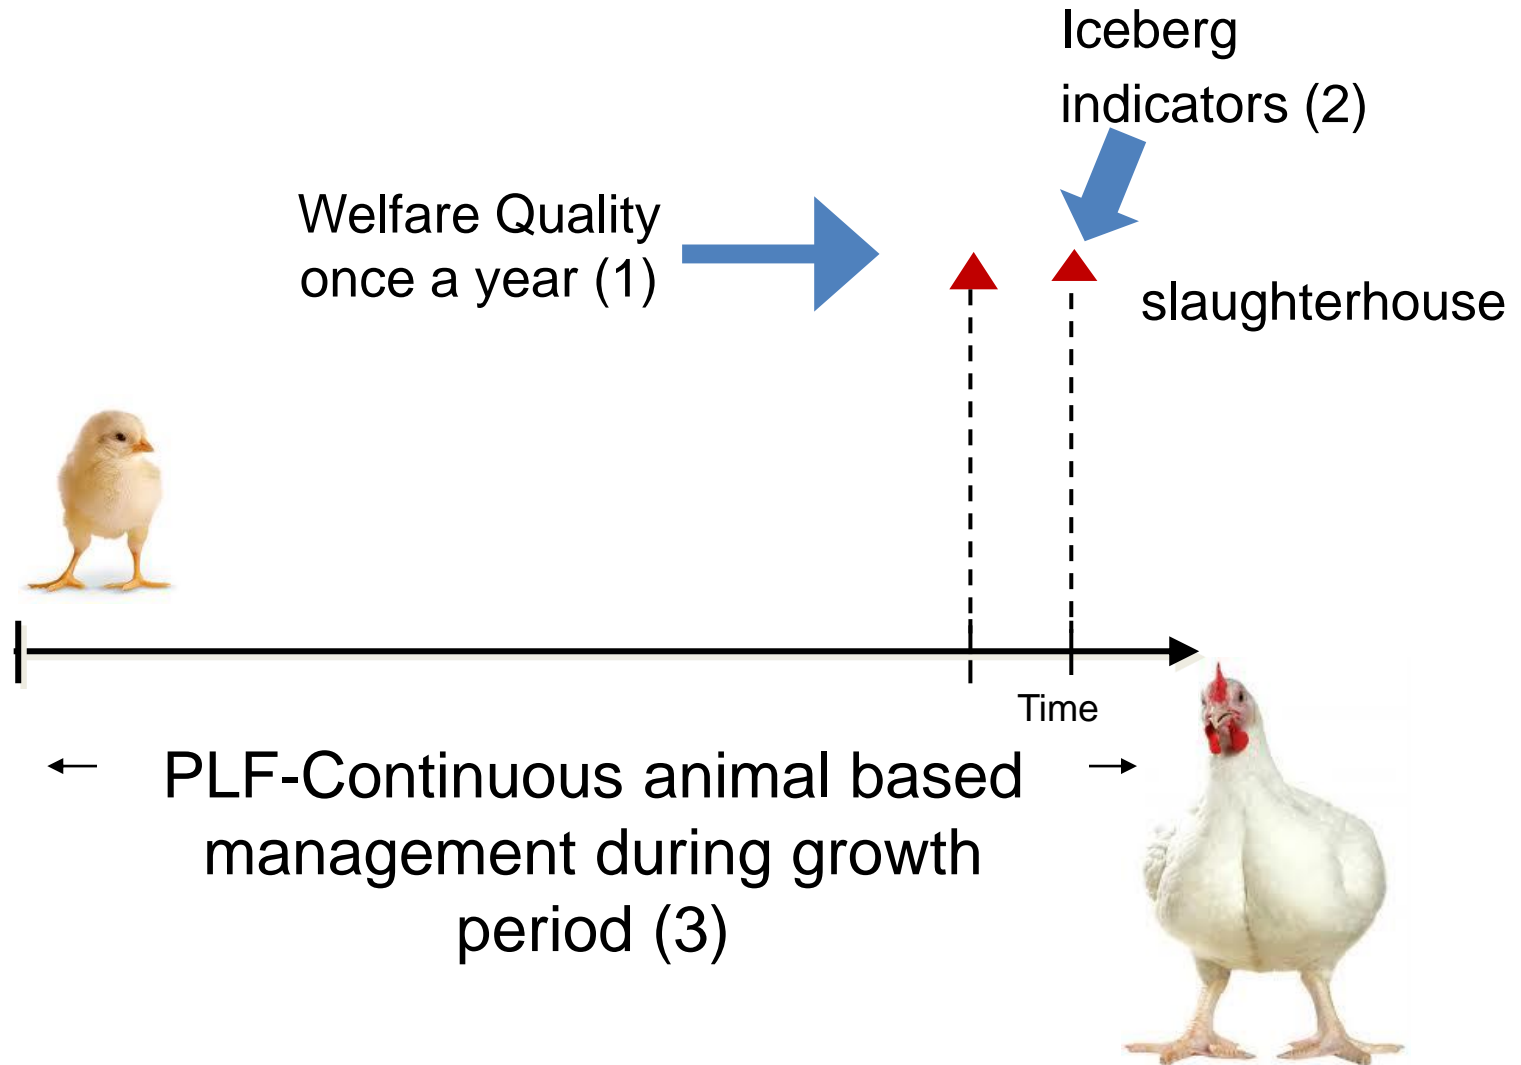 Iceberg
indicators (2)
Welfare Quality
once a year (1)
slaughterhouse
Time
PLF-Continuous animal based
management during growth
period (3)